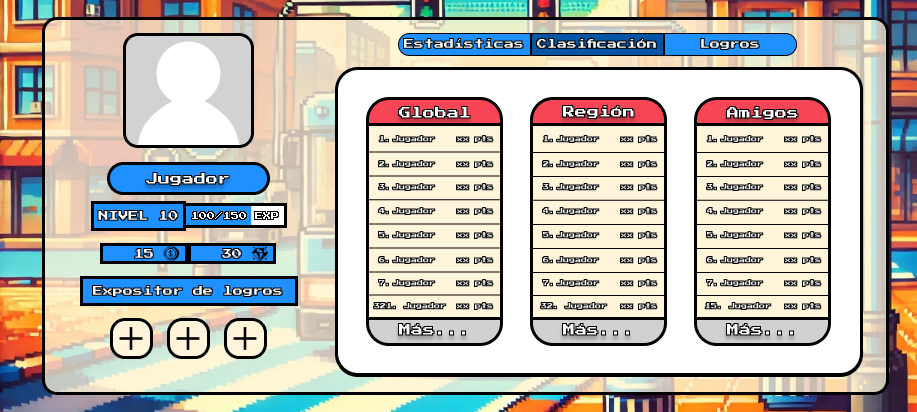 Estadísticas Clasificación Logros
Jugador
NIVEL 10 100/150 EXP
15 30
Expositor de logros
Global
1. Jugador xx pts
2. Jugador xx pts
3. Jugador xx pts
4. Jugador xx pts
5. Jugador xx pts
6. Jugador xx pts
7. Jugador xx pts
321. Jugador xx pts
Más...
Región
1. Jugador xx pts
2. Jugador xx pts
3. Jugador xx pts
4. Jugador xx pts
5. Jugador xx pts
6. Jugador xx pts
7. Jugador xx pts
32. Jugador xx pts
Más...
Amigos
1. Jugador xx pts
2. Jugador xx pts
3. Jugador xx pts
4. Jugador xx pts
5. Jugador xx pts
6. Jugador xx pts
7. Jugador xx pts
15. Jugador xx pts
Más...